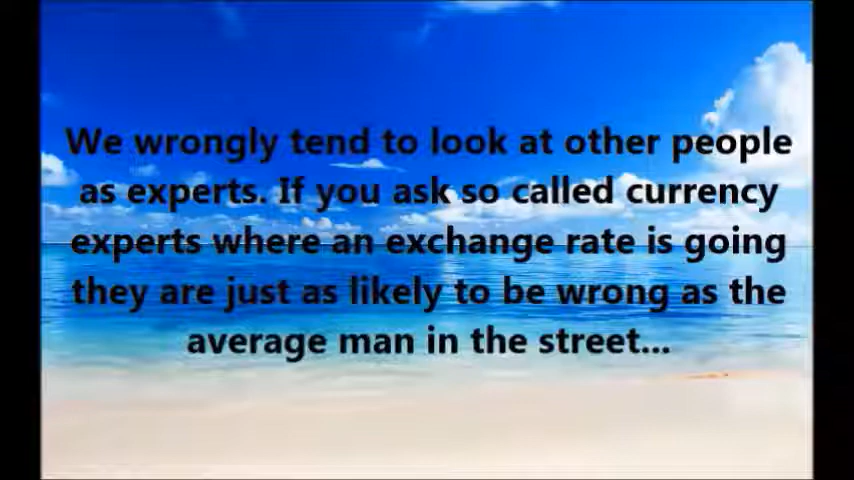 We wrongly tend to look at other people
as experts. If you ask so called currency
experts where an exchange rate is going
they are just as likely to be wrong as the
average man in the street...